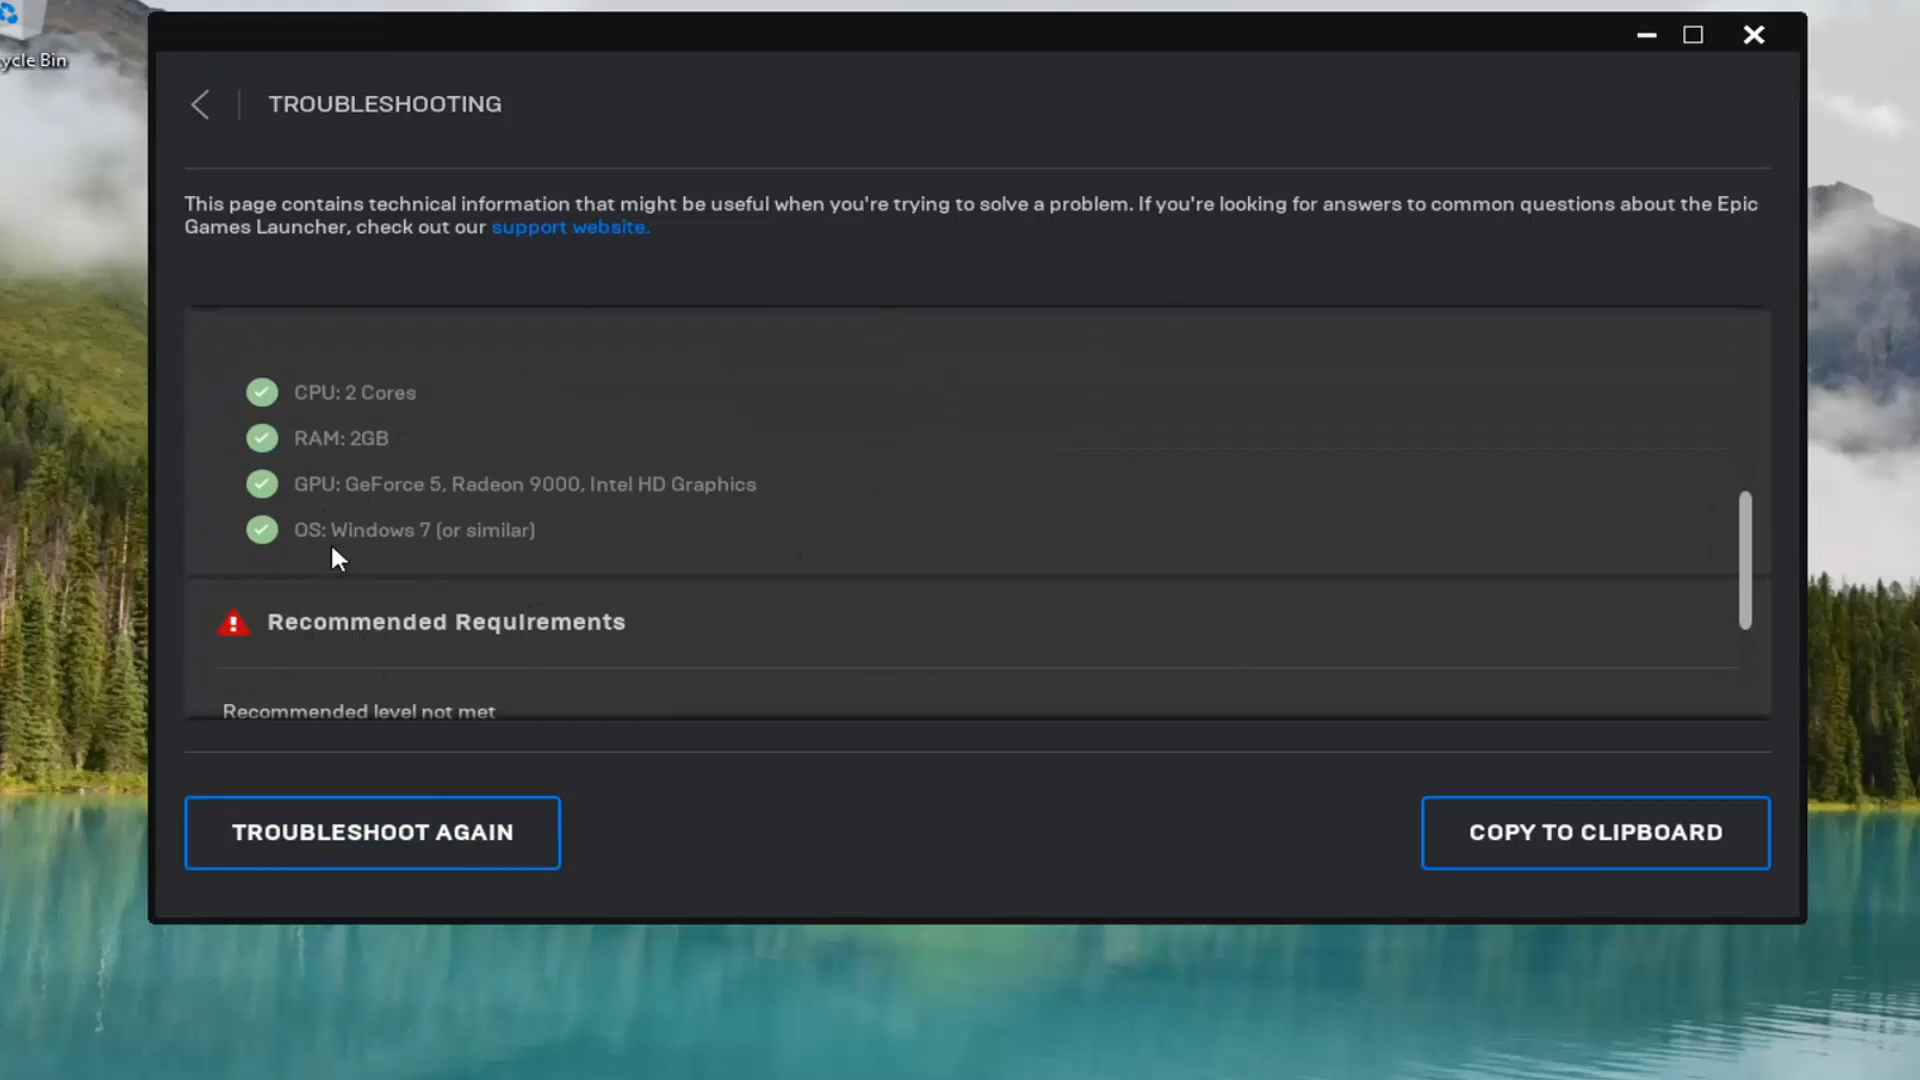 ycle Bin
TROUBLESHOOTING
This page contains technical information that might be useful when you're trying to solve a problem. If you're looking for answers to common questions about the Epic
Games Launcher, check out our support website.
CPU: 2 Cores
RAM: 2GB
GPU: GeForce 5, Radeon 9000, Intel HD Graphics
OS: Windows 7 (or similar)
Recommended Requirements
Recommended level not met
TROUBLESHOOT AGAIN
COPY TO CLIPBOARD